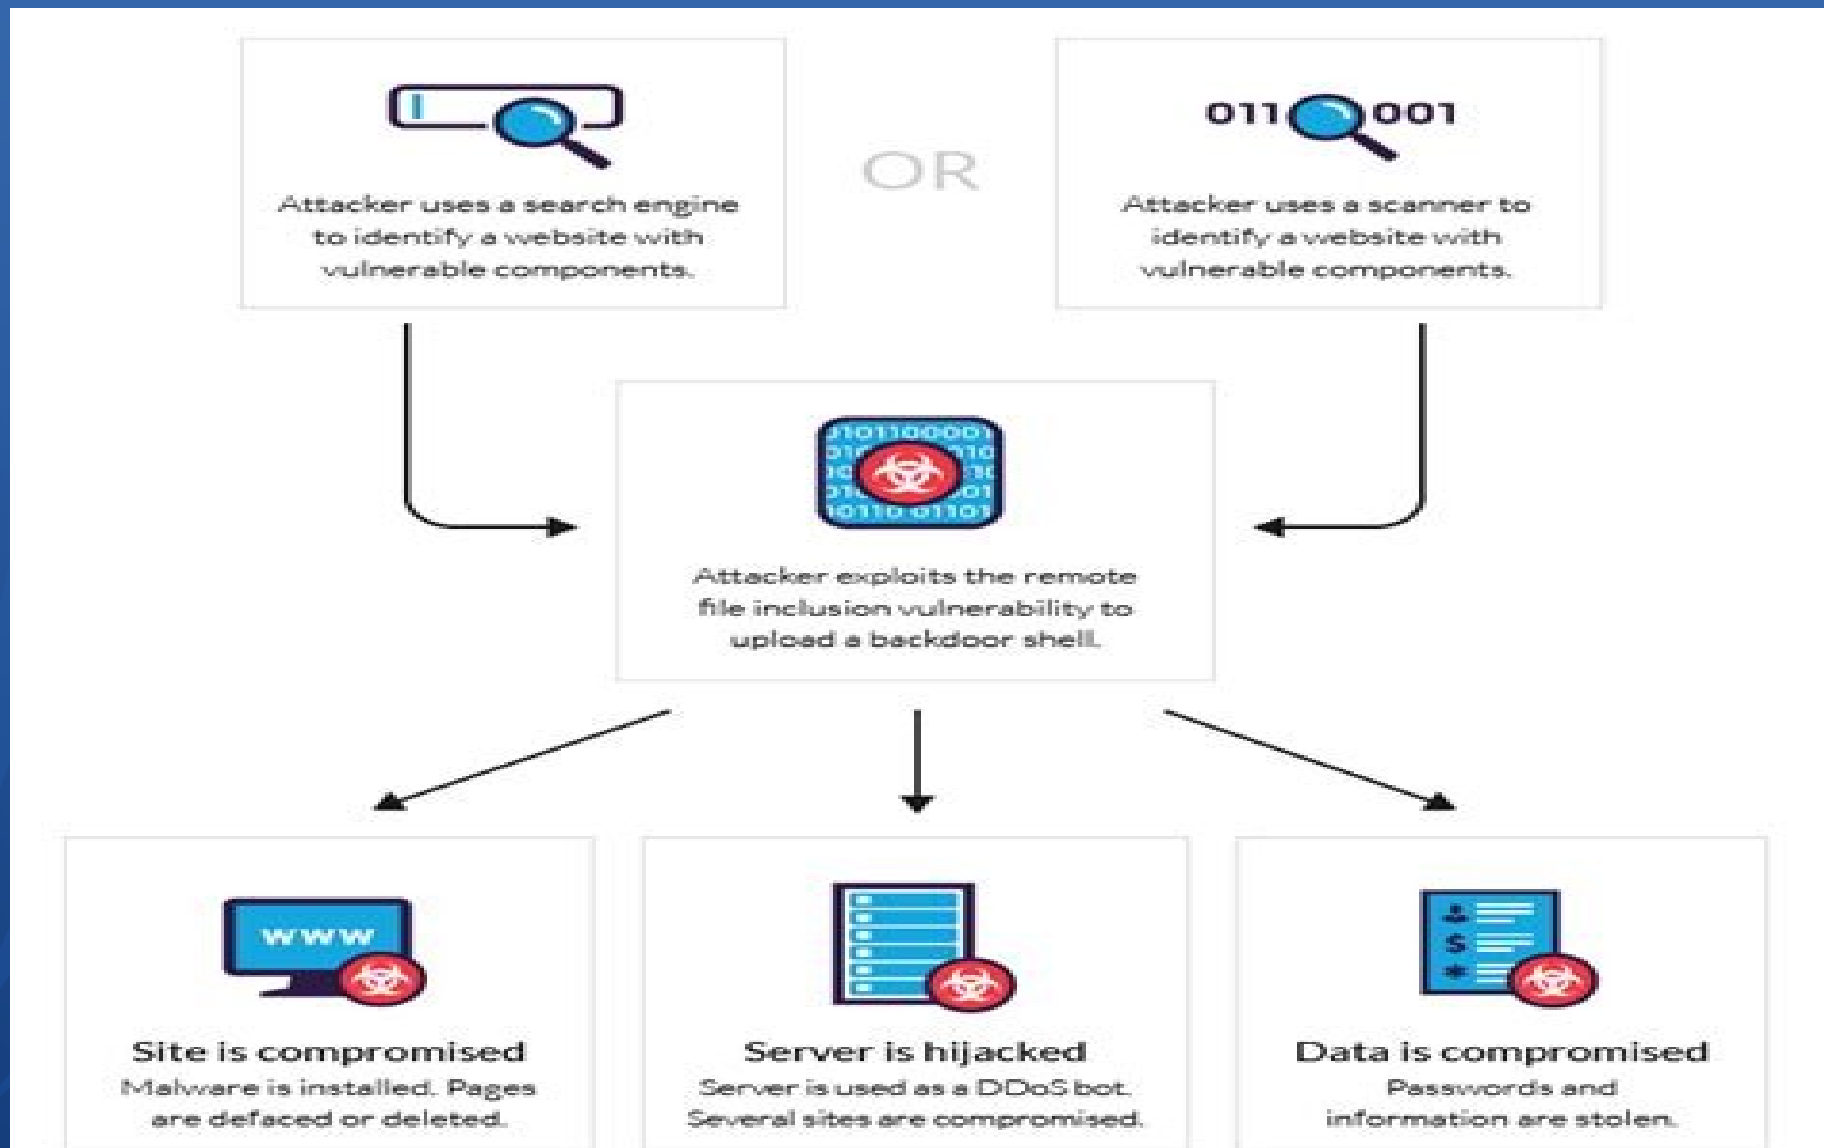 011 001
Attacker uses a search engine
to identify a website with
vulnerable components.
OR
Attacker uses a scanner to
identify a website with
vulnerable components.
Attacker exploits the remote
file inclusion vulnerability to
upload a backdoor shell.
www
Site is compromised
Malware is installed. Pages
are defaced or deleted.
Server is hijacked
Server is used as a DDoS bot.
Several sites are compromised.
$
Data is compromised
Passwords and
information are stolen.